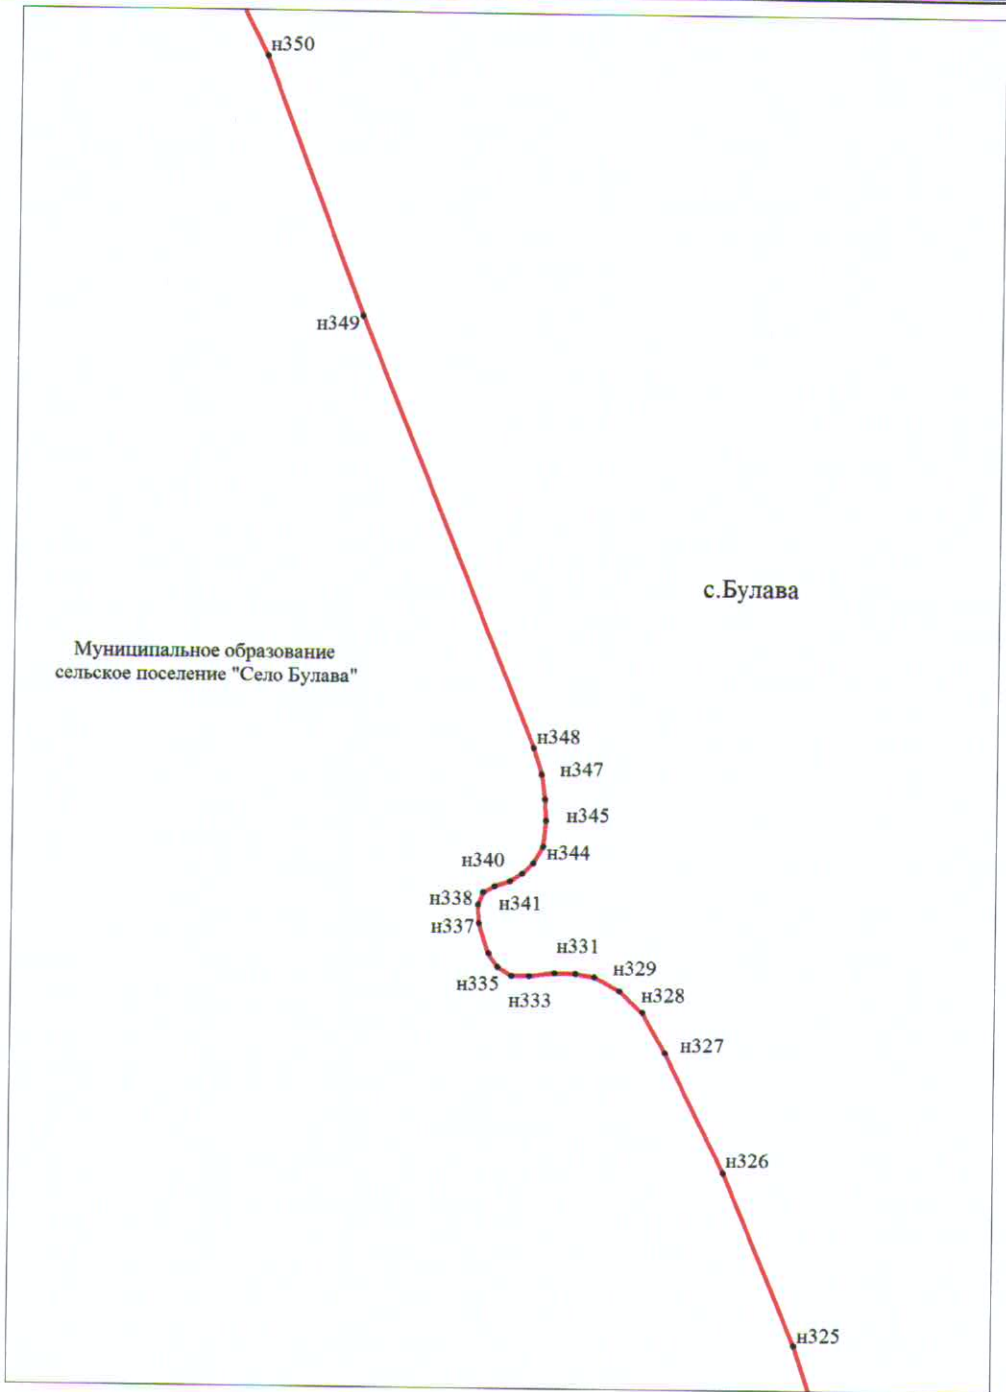 н350
н349
с.Булава
Муниципальное образование
сельское поселение "Село Булава"
н348
н347
н345
н344
н340
н338
н341
н337
н331
н329
н335
н333
н328
н327
н326
н325